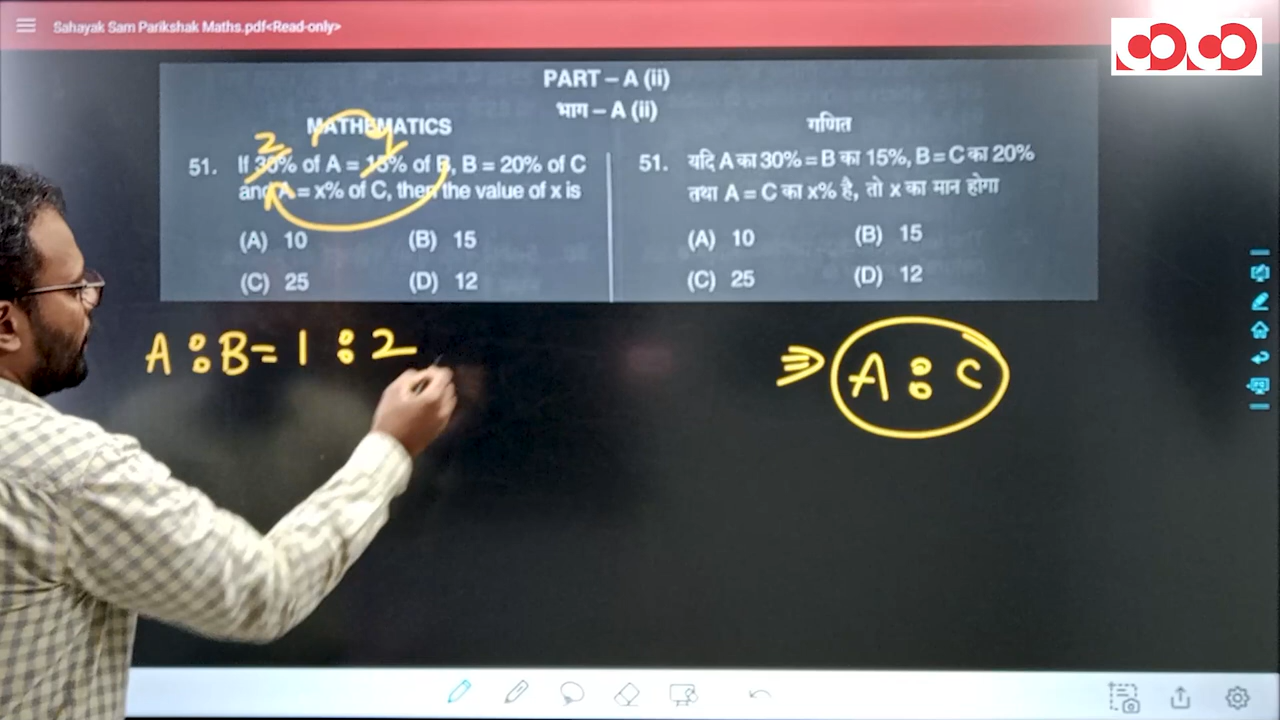 Sahayak Sam Parikshak Maths.pdf<Read-only>
PART – A (ii)
भाग – A (ii)
MATHEMATICS
2 1
51. If 30% of A = 15% of B, B = 20% of C
and A = x% of C, then the value of x is
(A) 10 (B) 15
(C) 25 (D) 12
गणित
51. यदि A का 30% = B का 15%, B = C का 20%
तथा A = C का x% है, तो x का मान होगा
(A) 10 (B) 15
(C) 25 (D) 12
A : B = 1 : 2
A : C